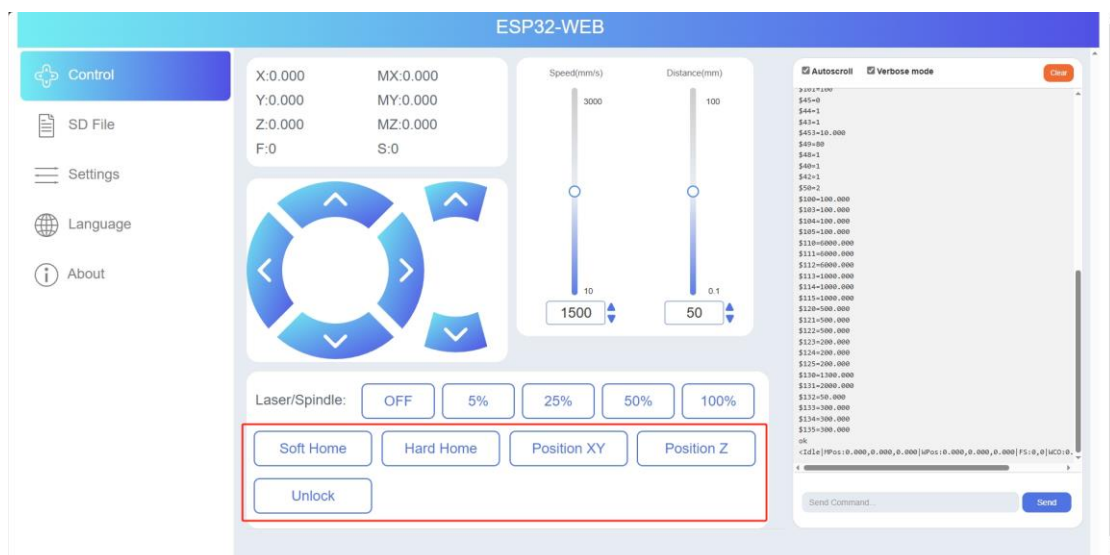 ESP32-WEB
Control
SD File
Settings
Language
About
X:0.000 MX:0.000
Y:0.000 MY:0.000
Z:0.000 MZ:0.000
F:0 S:0
Speed(mm/s) Distance(mm)
3000 100
10 0.1
1500 50
Laser/Spindle: OFF 5% 25% 50% 100%
Soft Home Hard Home Position XY Position Z
Unlock
Autoscroll Verbose mode Clear
$101=100
$45=0
$44=1
$43=1
$453=10.000
$49=80
$48=1
$40=1
$42=1
$50=2
$100=100.000
$103=100.000
$104=100.000
$105=100.000
$110=6000.000
$111=6000.000
$112=6000.000
$113=1000.000
$114=1000.000
$115=1000.000
$120=500.000
$121=500.000
$122=500.000
$123=200.000
$124=200.000
$125=200.000
$130=1300.000
$131=2000.000
$132=50.000
$133=300.000
$134=300.000
$135=300.000
ok
<Idle|MPos:0.000,0.000,0.000|WPos:0.000,0.000,0.000|FS:0,0|WCO:0.
Send Command... Send